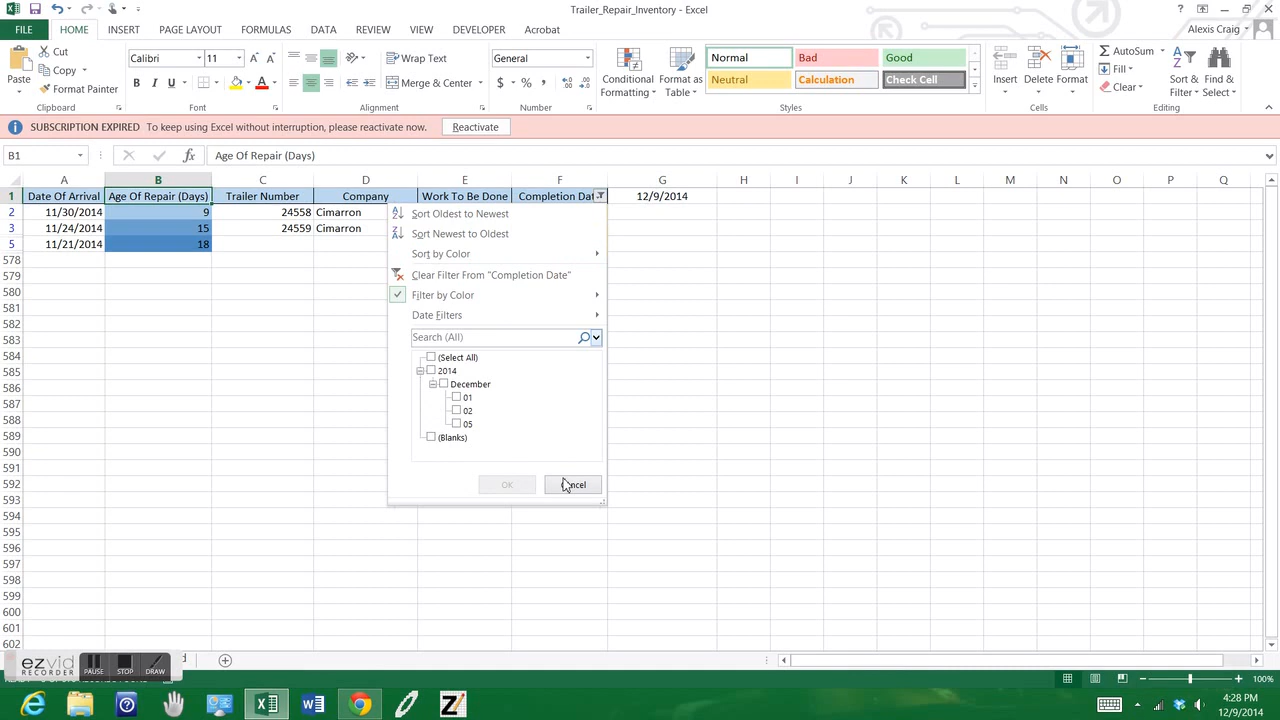 Trailer_Repair_Inventory - Excel
FILE HOME INSERT PAGE LAYOUT FORMULAS DATA REVIEW VIEW DEVELOPER Acrobat Alexis Craig
Paste Cut Copy Format Painter
Clipboard
Calibri 11
B I U
Font
Wrap Text
Merge & Center
Alignment
General
$ % ,
Number
Conditional Formatting
Format as Table
Normal Bad Good
Neutral Calculation Check Cell
Styles
Insert Delete Format
Cells
AutoSum
Fill
Clear
Sort & Filter
Find & Select
Editing
SUBSCRIPTION EXPIRED To keep using Excel without interruption, please reactivate now. Reactivate
B1 fx Age Of Repair (Days)
A B C D E F G H I J K L M N O P Q
1 Date Of Arrival Age Of Repair (Days) Trailer Number Company Work To Be Done Completion Dat 12/9/2014
2 11/30/2014 9 24558 Cimarron
3 11/24/2014 15 24559 Cimarron
5 11/21/2014 18
578
579
580
581
582
583
584
585
586
587
588
589
590
591
592
593
594
595
596
597
598
599
600
601
602
Sort Oldest to Newest
Sort Newest to Oldest
Sort by Color
Clear Filter From "Completion Date"
Filter by Color
Date Filters
Search (All)
(Select All)
2014
December
01
02
05
(Blanks)
OK
ezvid
RECORDER
PAUSE STOP DRAW
100%
4:28 PM
12/9/2014